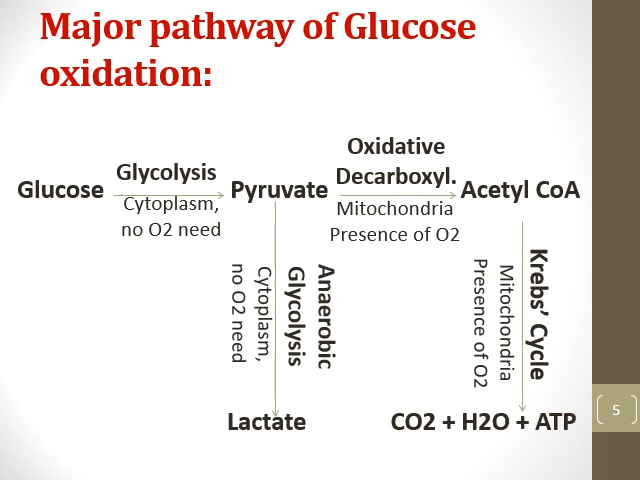 Major pathway of Glucose
oxidation:
Glucose
Glycolysis
Cytoplasm,
no O2 need
Pyruvate
Oxidative
Decarboxyl.
Mitochondria
Presence of O2
Acetyl CoA
Anaerobic
Glycolysis
Cytoplasm,
no O2 need
Krebs' Cycle
Mitochondria
Presence of O2
Lactate
CO2 + H2O + ATP
5